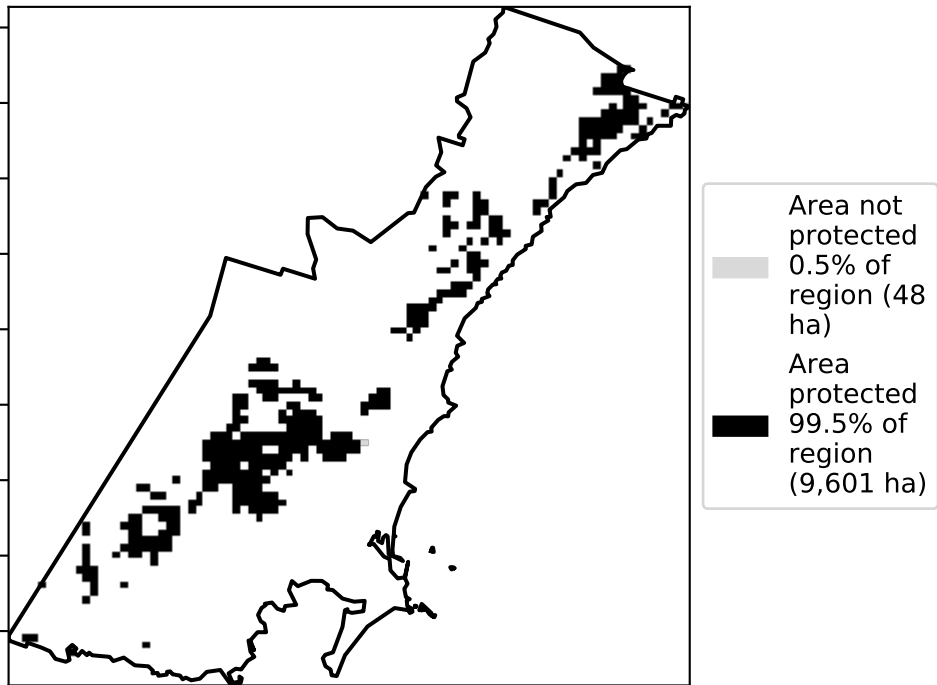 Area not
protected
0.5% of
region (48
ha)
Area
protected
99.5% of
region
(9,601 ha)